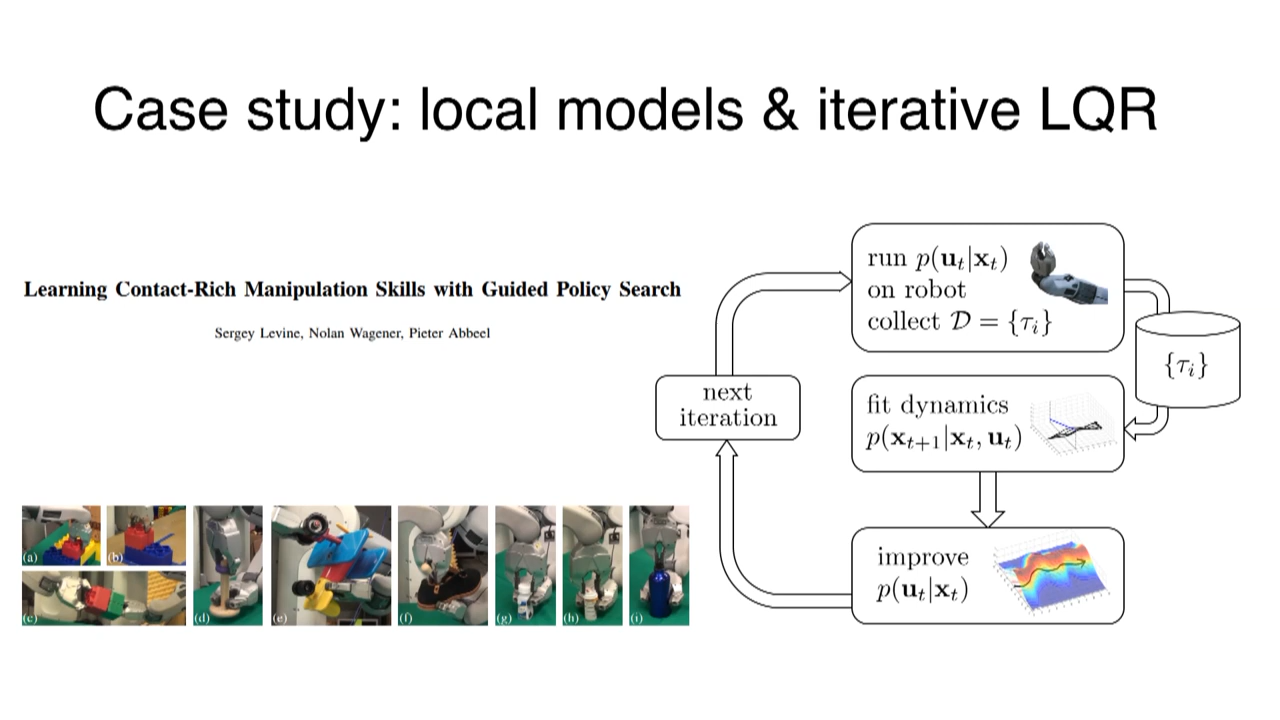 Case study: local models & iterative LQR
Learning Contact-Rich Manipulation Skills with Guided Policy Search
Sergey Levine, Nolan Wagener, Pieter Abbeel
run p(u_t|x_t)
on robot
collect D = {τ_i}
{τ_i}
fit dynamics
p(x_{t+1}|x_t, u_t)
improve
p(u_t|x_t)
next
iteration
(a)
(b)
(c)
(d)
(e)
(f)
(g)
(h)
(i)